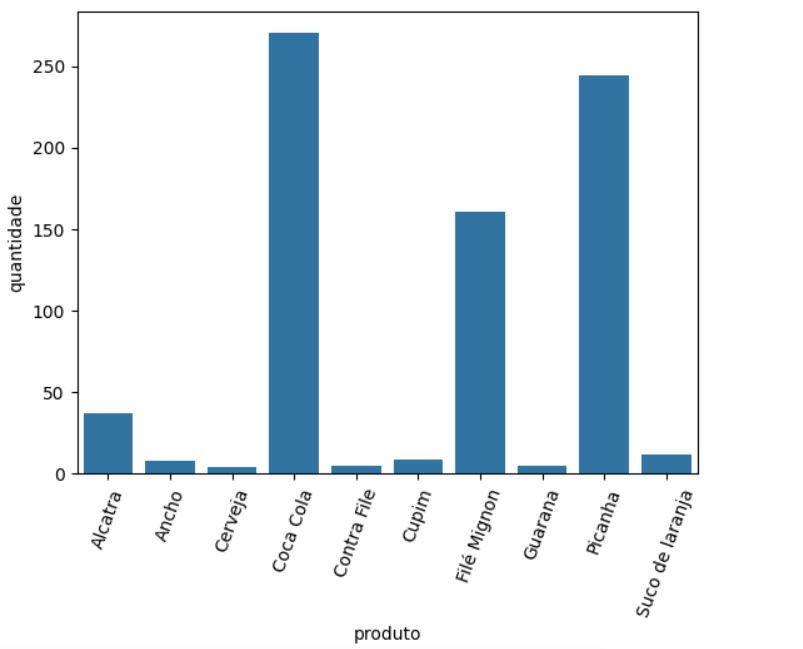 250
200
150
100
50
0
quantidade
Alcatra
Ancho
Cerveja
Coca Cola
Contra File
Cupim
Filé Mignon
Guarana
Picanha
Suco de laranja
produto